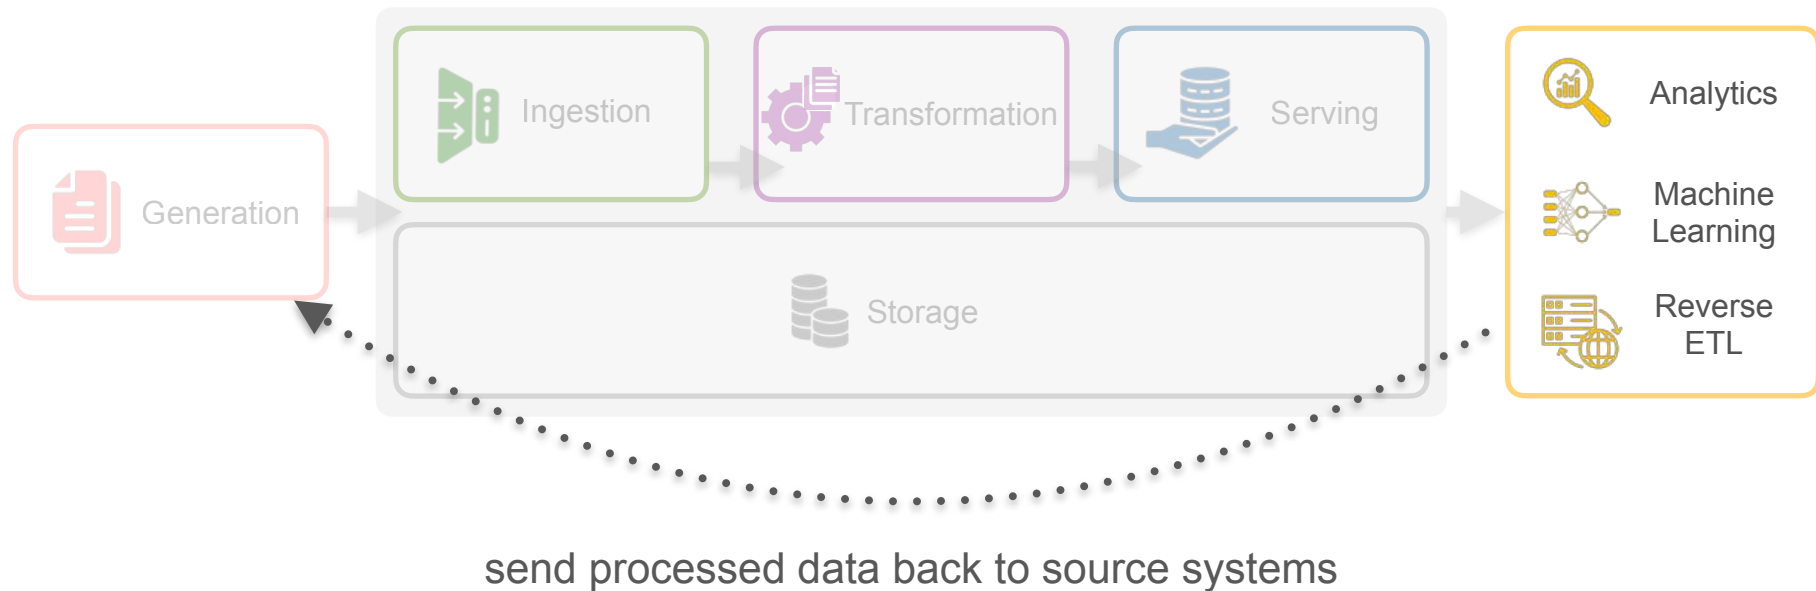 Generation
Ingestion
Transformation
Serving
Storage
Analytics
Machine
Learning
Reverse
ETL
send processed data back to source systems